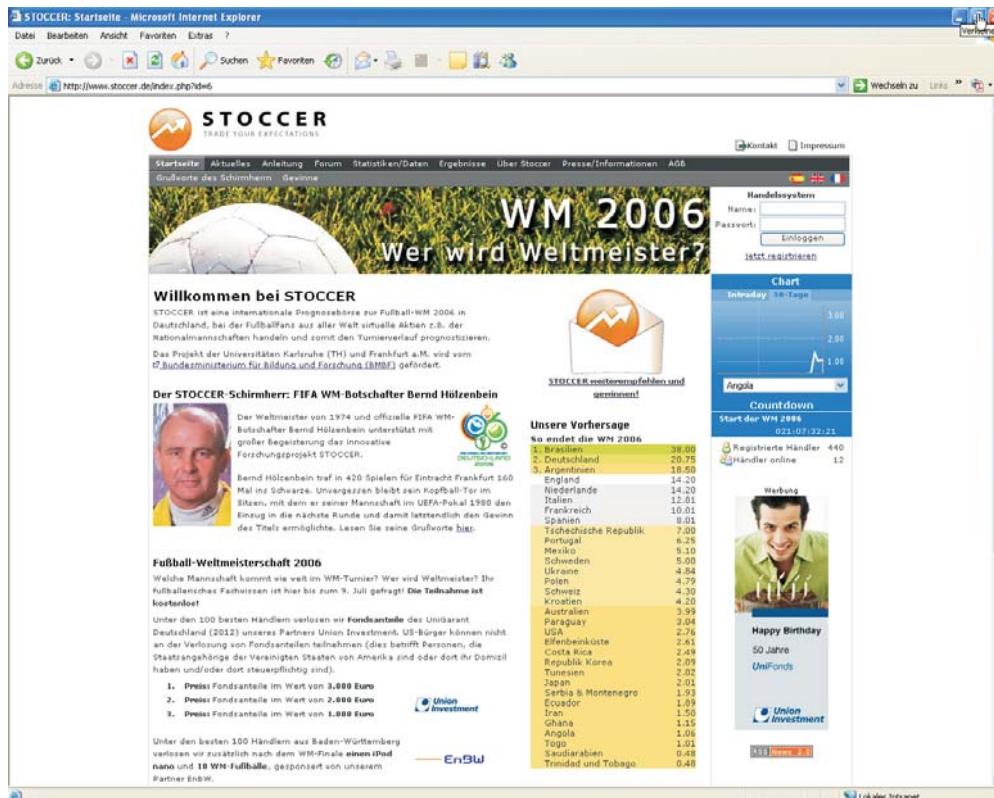 STOCCER: Startseite - Microsoft Internet Explorer
Datei Bearbeiten Ansicht Favoriten Extras ?
Zurück Suchen Favoriten
Adresse http://www.stoccer.de/index.php?id=6 Wechseln zu Links »
STOCCER
TRADE YOUR EXPECTATIONS
Kontakt Impressum
Startseite Aktuelles Anleitung Forum Statistiken/Daten Ergebnisse Über Stoccer Presse/Informationen AGB
Grußworte des Schirmherrn Gewinne
WM 2006
Wer wird Weltmeister?
Handelssystem
Name:
Passwort:
Einloggen
Jetzt registrieren
Willkommen bei STOCCER
STOCCER ist eine internationale Prognosebörse zur Fußball-WM 2006 in
Deutschland, bei der Fußballfans aus aller Welt virtuelle Aktien z.B. der
Nationalmannschaften handeln und somit den Turnierverlauf prognostizieren.
Das Projekt der Universitäten Karlsruhe (TH) und Frankfurt a.M. wird vom
Bundesministerium für Bildung und Forschung (BMBF) gefördert.
STOCCER weiterempfehlen und
gewinnen!
Chart
Intraday 30-Tage
3.00
2.00
1.00
Angola
Countdown
Start der WM 2006
021:07:32:21
Registrierte Händler 440
Händler online 12
Der STOCCER-Schirmherr: FIFA WM-Botschafter Bernd Hölzenbein
Der Weltmeister von 1974 und offizielle FIFA WM-
Botschafter Bernd Hölzenbein unterstützt mit
großer Begeisterung das innovative
Forschungsprojekt STOCCER.
Bernd Hölzenbein traf in 420 Spielen für Eintracht Frankfurt 160
Mal ins Schwarze. Unvergessen bleibt sein Kopfball-Tor im
Sitzen, mit dem er seiner Mannschaft im UEFA-Pokal 1980 den
Einzug in die nächste Runde und damit letztendlich den Gewinn
des Titels ermöglichte. Lesen Sie seine Grußworte hier.
Fußball-Weltmeisterschaft 2006
Welche Mannschaft kommt wie weit im WM-Turnier? Wer wird Weltmeister? Ihr
fußballerisches Fachwissen ist hier bis zum 9. Juli gefragt! Die Teilnahme ist
kostenlos!
Unter den 100 besten Händlern verlosen wir Fondsanteile des UniGarant
Deutschland (2012) unseres Partners Union Investment. US-Bürger können nicht
an der Verlosung von Fondsanteilen teilnehmen (dies betrifft Personen, die
Staatsangehörige der Vereinigten Staaten von Amerika sind oder dort ihr Domizil
haben und/oder dort steuerpflichtig sind).
1. Preis: Fondsanteile im Wert von 3.000 Euro
2. Preis: Fondsanteile im Wert von 2.000 Euro
3. Preis: Fondsanteile im Wert von 1.000 Euro
Union
Investment
Unter den besten 100 Händlern aus Baden-Württemberg
verlosen wir zusätzlich nach dem WM-Finale einen iPod
nano und 10 WM-Fußbälle, gesponsert von unserem
Partner EnBW.
EnBW
Unsere Vorhersage
So endet die WM 2006
1. Brasilien 38.00
2. Deutschland 20.75
3. Argentinien 18.50
England 14.20
Niederlande 14.20
Italien 12.01
Frankreich 10.01
Spanien 8.01
Tschechische Republik 7.00
Portugal 6.25
Mexiko 5.10
Schweden 5.00
Ukraine 4.84
Polen 4.79
Schweiz 4.30
Kroatien 4.20
Australien 3.99
Paraguay 3.04
USA 2.76
Elfenbeinküste 2.61
Costa Rica 2.49
Republik Korea 2.09
Tunesien 2.02
Japan 2.01
Serbia & Montenegro 1.93
Ecuador 1.89
Iran 1.50
Ghana 1.15
Angola 1.06
Togo 1.01
Saudiarabien 0.48
Trinidad und Tobago 0.48
Werbung
Happy Birthday
50 Jahre
UniFonds
Union
Investment
RSS News 2.0
Lokales Intranet